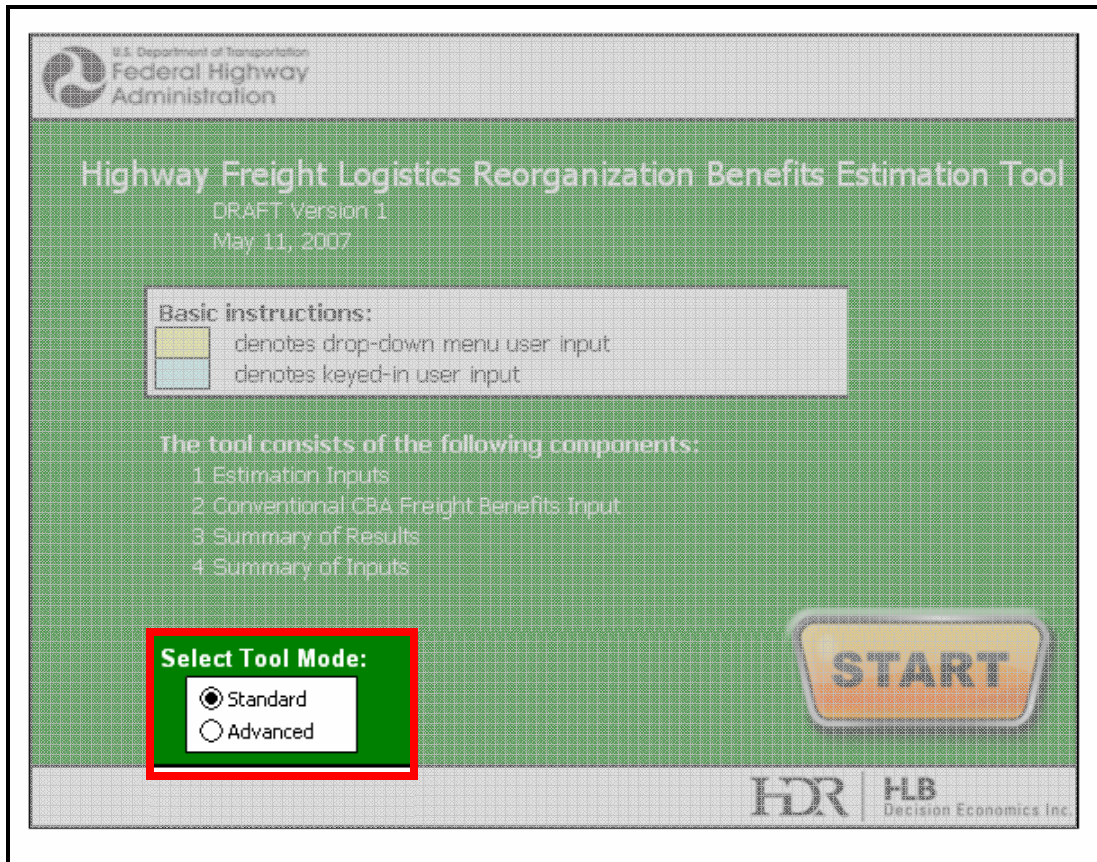 U.S. Department of Transportation
Federal Highway
Administration
Highway Freight Logistics Reorganization Benefits Estimation Tool
DRAFT Version 1
May 11, 2007
Basic instructions:
denotes drop-down menu user input
denotes keyed-in user input
The tool consists of the following components:
1 Estimation Inputs
2 Conventional CBA Freight Benefits Input
3 Summary of Results
4 Summary of Inputs
Select Tool Mode:
Standard
Advanced
START
HDR
HLB
Decision Economics Inc.